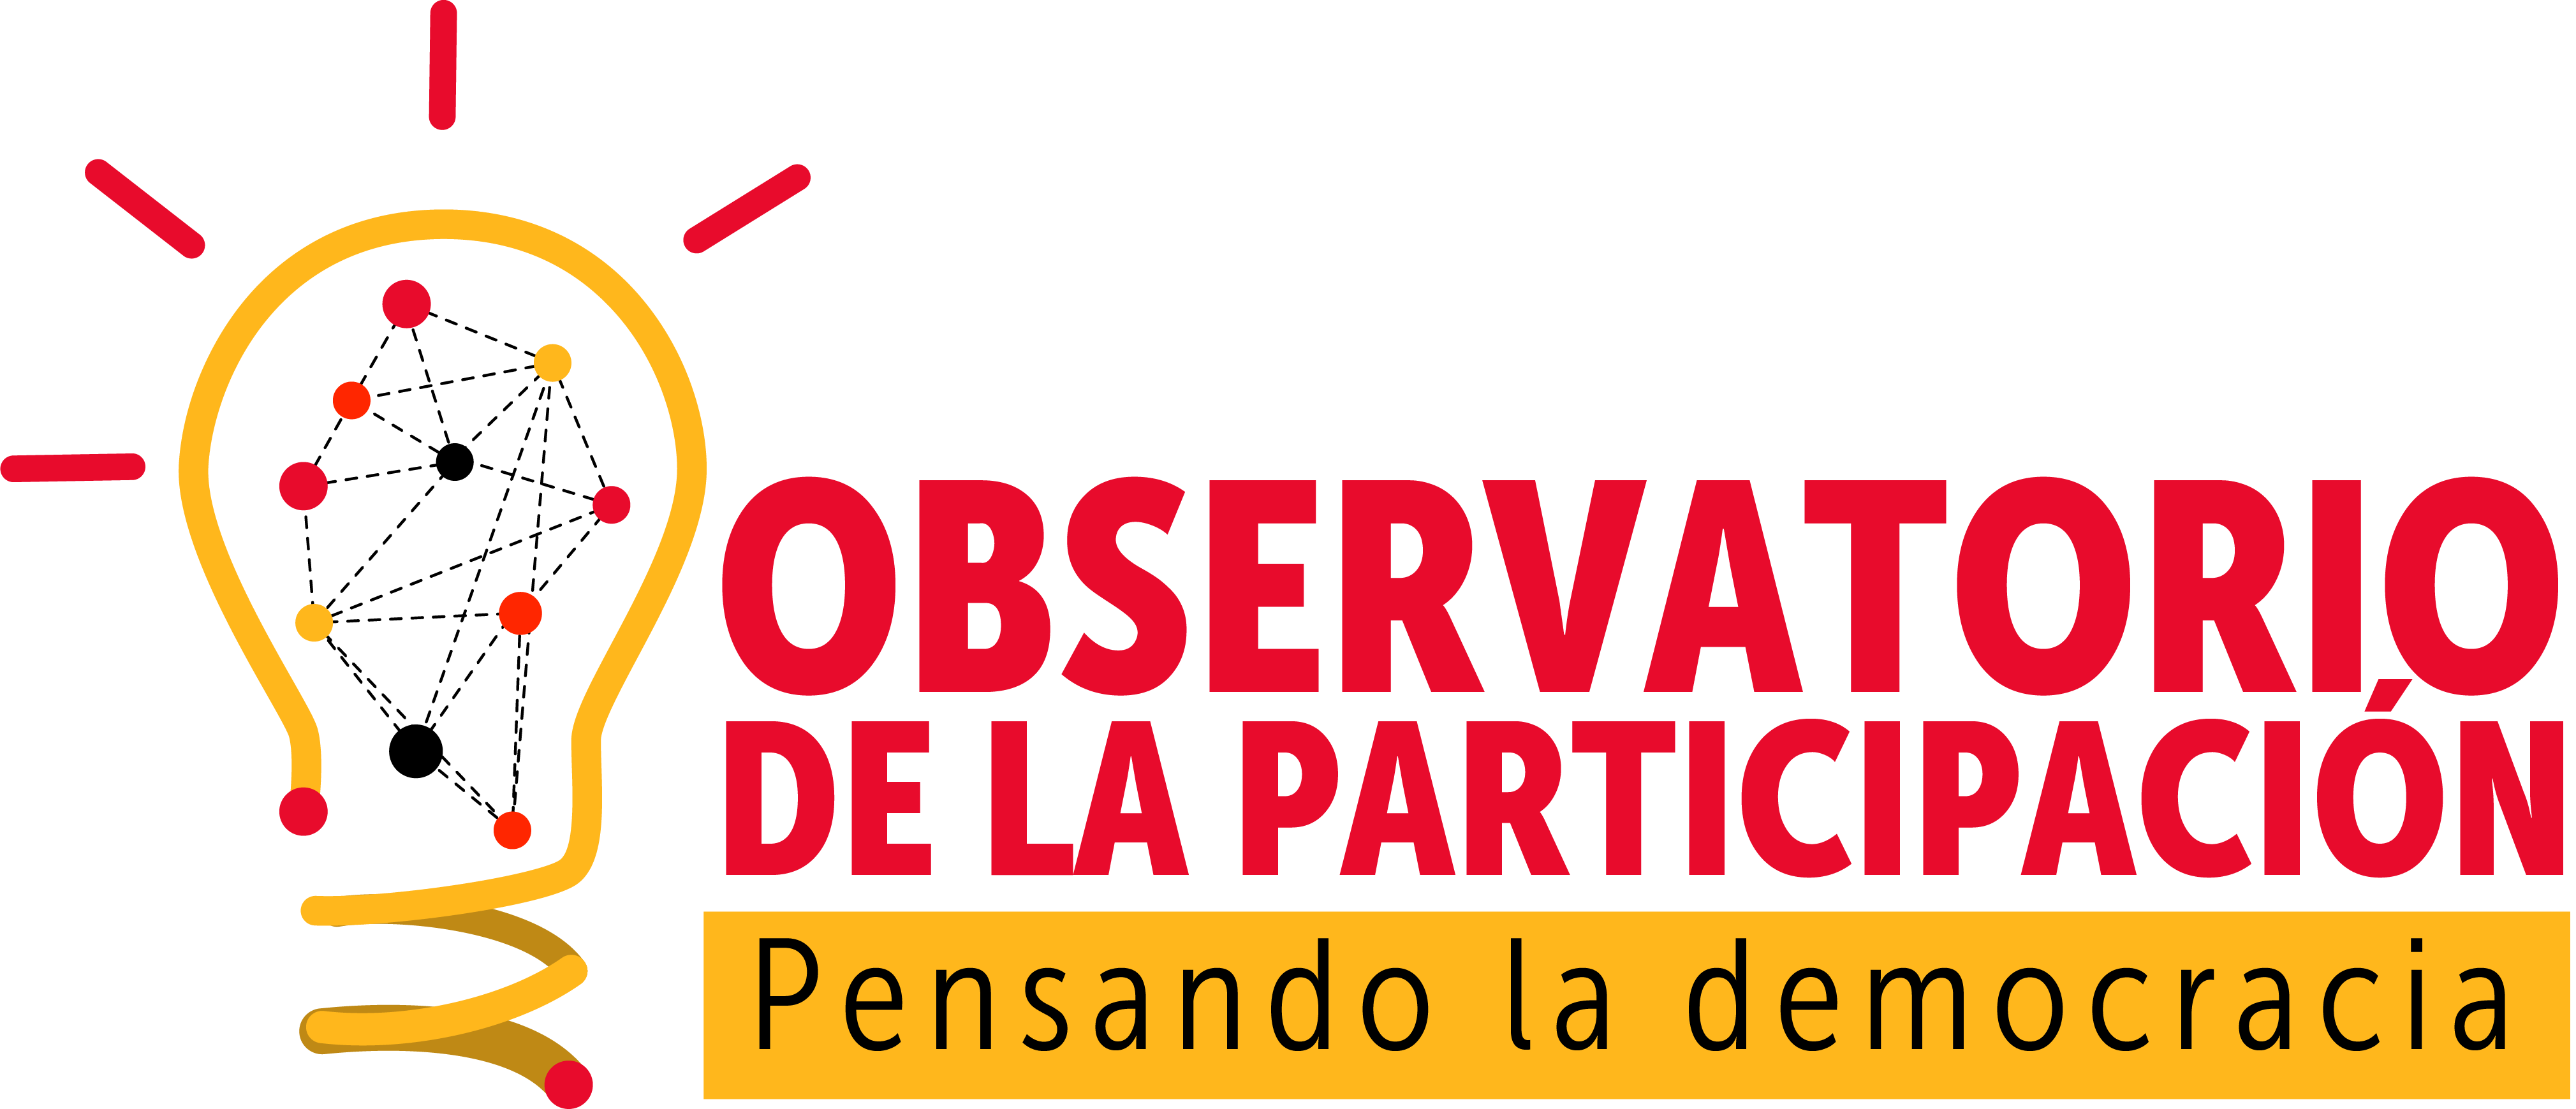 OBSERVATORIO
DE LA PARTICIPACIÓN
Pensando la democracia